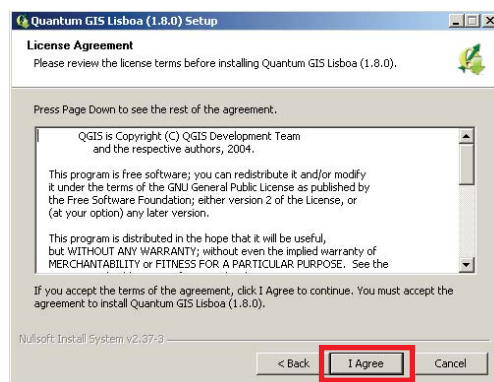 Quantum GIS Lisboa (1.8.0) Setup
License Agreement
Please review the license terms before installing Quantum GIS Lisboa (1.8.0).
Press Page Down to see the rest of the agreement.
QGIS is Copyright (C) QGIS Development Team
and the respective authors, 2004.
This program is free software; you can redistribute it and/or modify
it under the terms of the GNU General Public License as published by
the Free Software Foundation; either version 2 of the License, or
(at your option) any later version.
This program is distributed in the hope that it will be useful,
but WITHOUT ANY WARRANTY; without even the implied warranty of
MERCHANTABILITY or FITNESS FOR A PARTICULAR PURPOSE. See the
If you accept the terms of the agreement, click I Agree to continue. You must accept the
agreement to install Quantum GIS Lisboa (1.8.0).
Nullsoft Install System v2.37-3
< Back
I Agree
Cancel